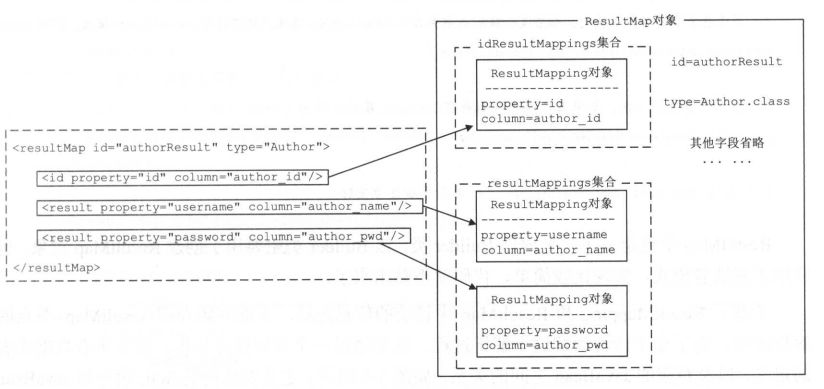 <resultMap id="authorResult" type="Author">
<id property="id" column="author_id"/>
<result property="username" column="author_name"/>
<result property="password" column="author_pwd"/>
</resultMap>
ResultMap对象
idResultMappings集合
ResultMapping对象
property=id
column=author_id
id=authorResult
type=Author.class
其他字段省略
... ...
resultMappings集合
ResultMapping对象
property=username
column=author_name
ResultMapping对象
property=password
column=author_pwd